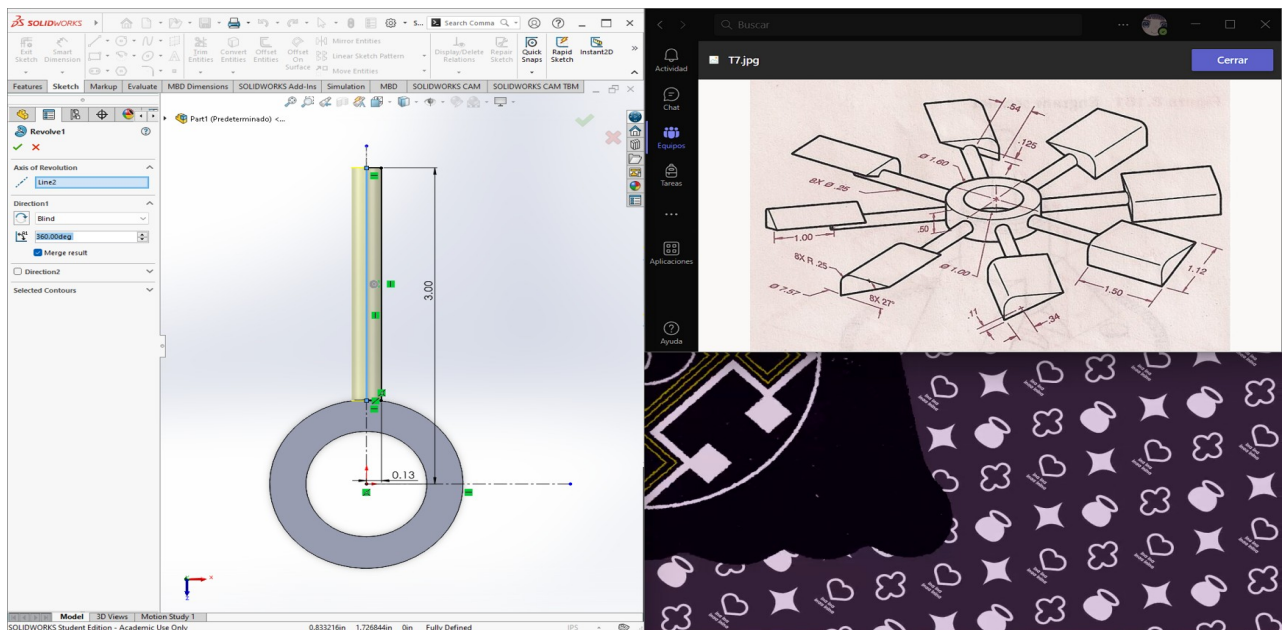 SOLIDWORKS
S...
Search Comma
Exit Sketch
Smart Dimension
Trim Entities
Convert Entities
Offset Entities
Offset On Surface
Mirror Entities
Linear Sketch Pattern
Move Entities
Display/Delete Relations
Repair Sketch
Quick Snaps
Rapid Sketch
Instant2D
Features
Sketch
Markup
Evaluate
MBD Dimensions
SOLIDWORKS Add-Ins
Simulation
MBD
SOLIDWORKS CAM
SOLIDWORKS CAM TBM
Part1 (Predeterminado) <...
Revolve1
Axis of Revolution
Line2
Direction1
Blind
360.00deg
Merge result
Direction2
Selected Contours
3.00
0.13
Model
3D Views
Motion Study 1
SOLIDWORKS Student Edition - Academic Use Only
0.833216in
1.726844in
0in
Fully Defined
IPS
Buscar
Actividad
Chat
Equipos
Tareas
Aplicaciones
Ayuda
T7.jpg
Cerrar
.54
.125
Ø 1.60
8X Ø .25
.50
1.00
8X R .25
Ø 1.00
Ø 7.57
8X 27°
.11
.34
1.50
1.12